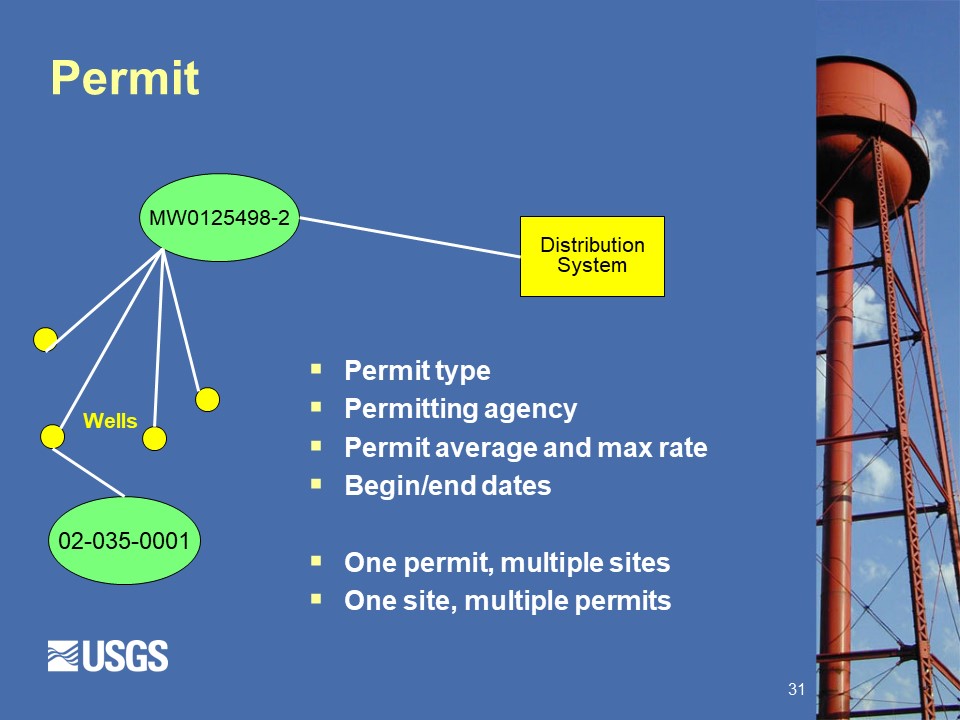 Permit
MW0125498-2
Distribution
System
Wells
02-035-0001
Permit type
Permitting agency
Permit average and max rate
Begin/end dates
One permit, multiple sites
One site, multiple permits
USGS
31